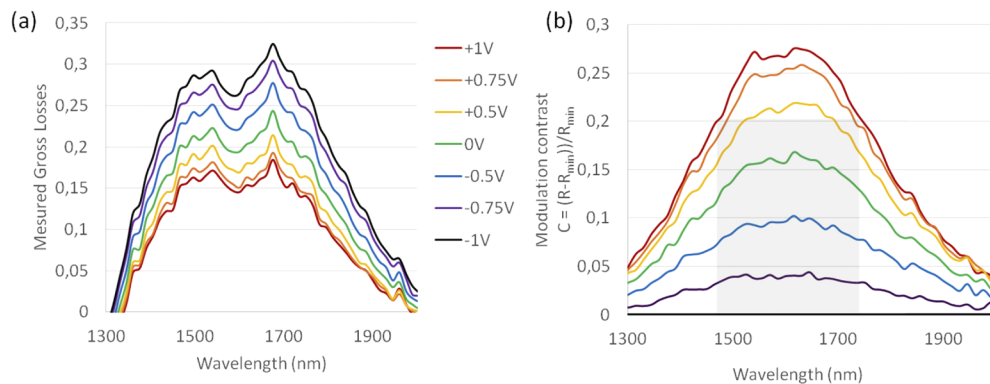 (a)
0,35
0,3
0,25
0,2
0,15
0,1
0,05
0
Mesured Gross Losses
1300 1500 1700 1900
Wavelength (nm)
+1V
+0.75V
+0.5V
0V
-0.5V
-0.75V
-1V
(b)
0,3
0,25
0,2
0,15
0,1
0,05
0
Modulation contrast
C = (R-Rmin))/Rmin
1300 1500 1700 1900
Wavelength (nm)